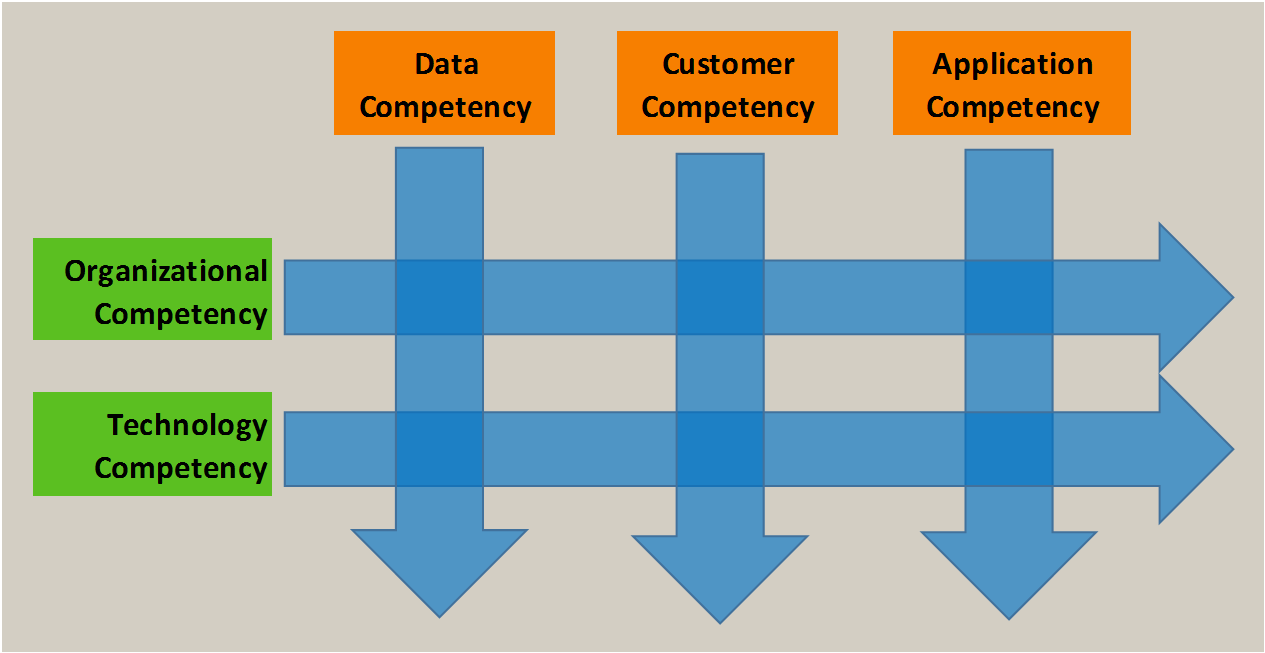 Data
Competency
Customer
Competency
Application
Competency
Organizational
Competency
Technology
Competency